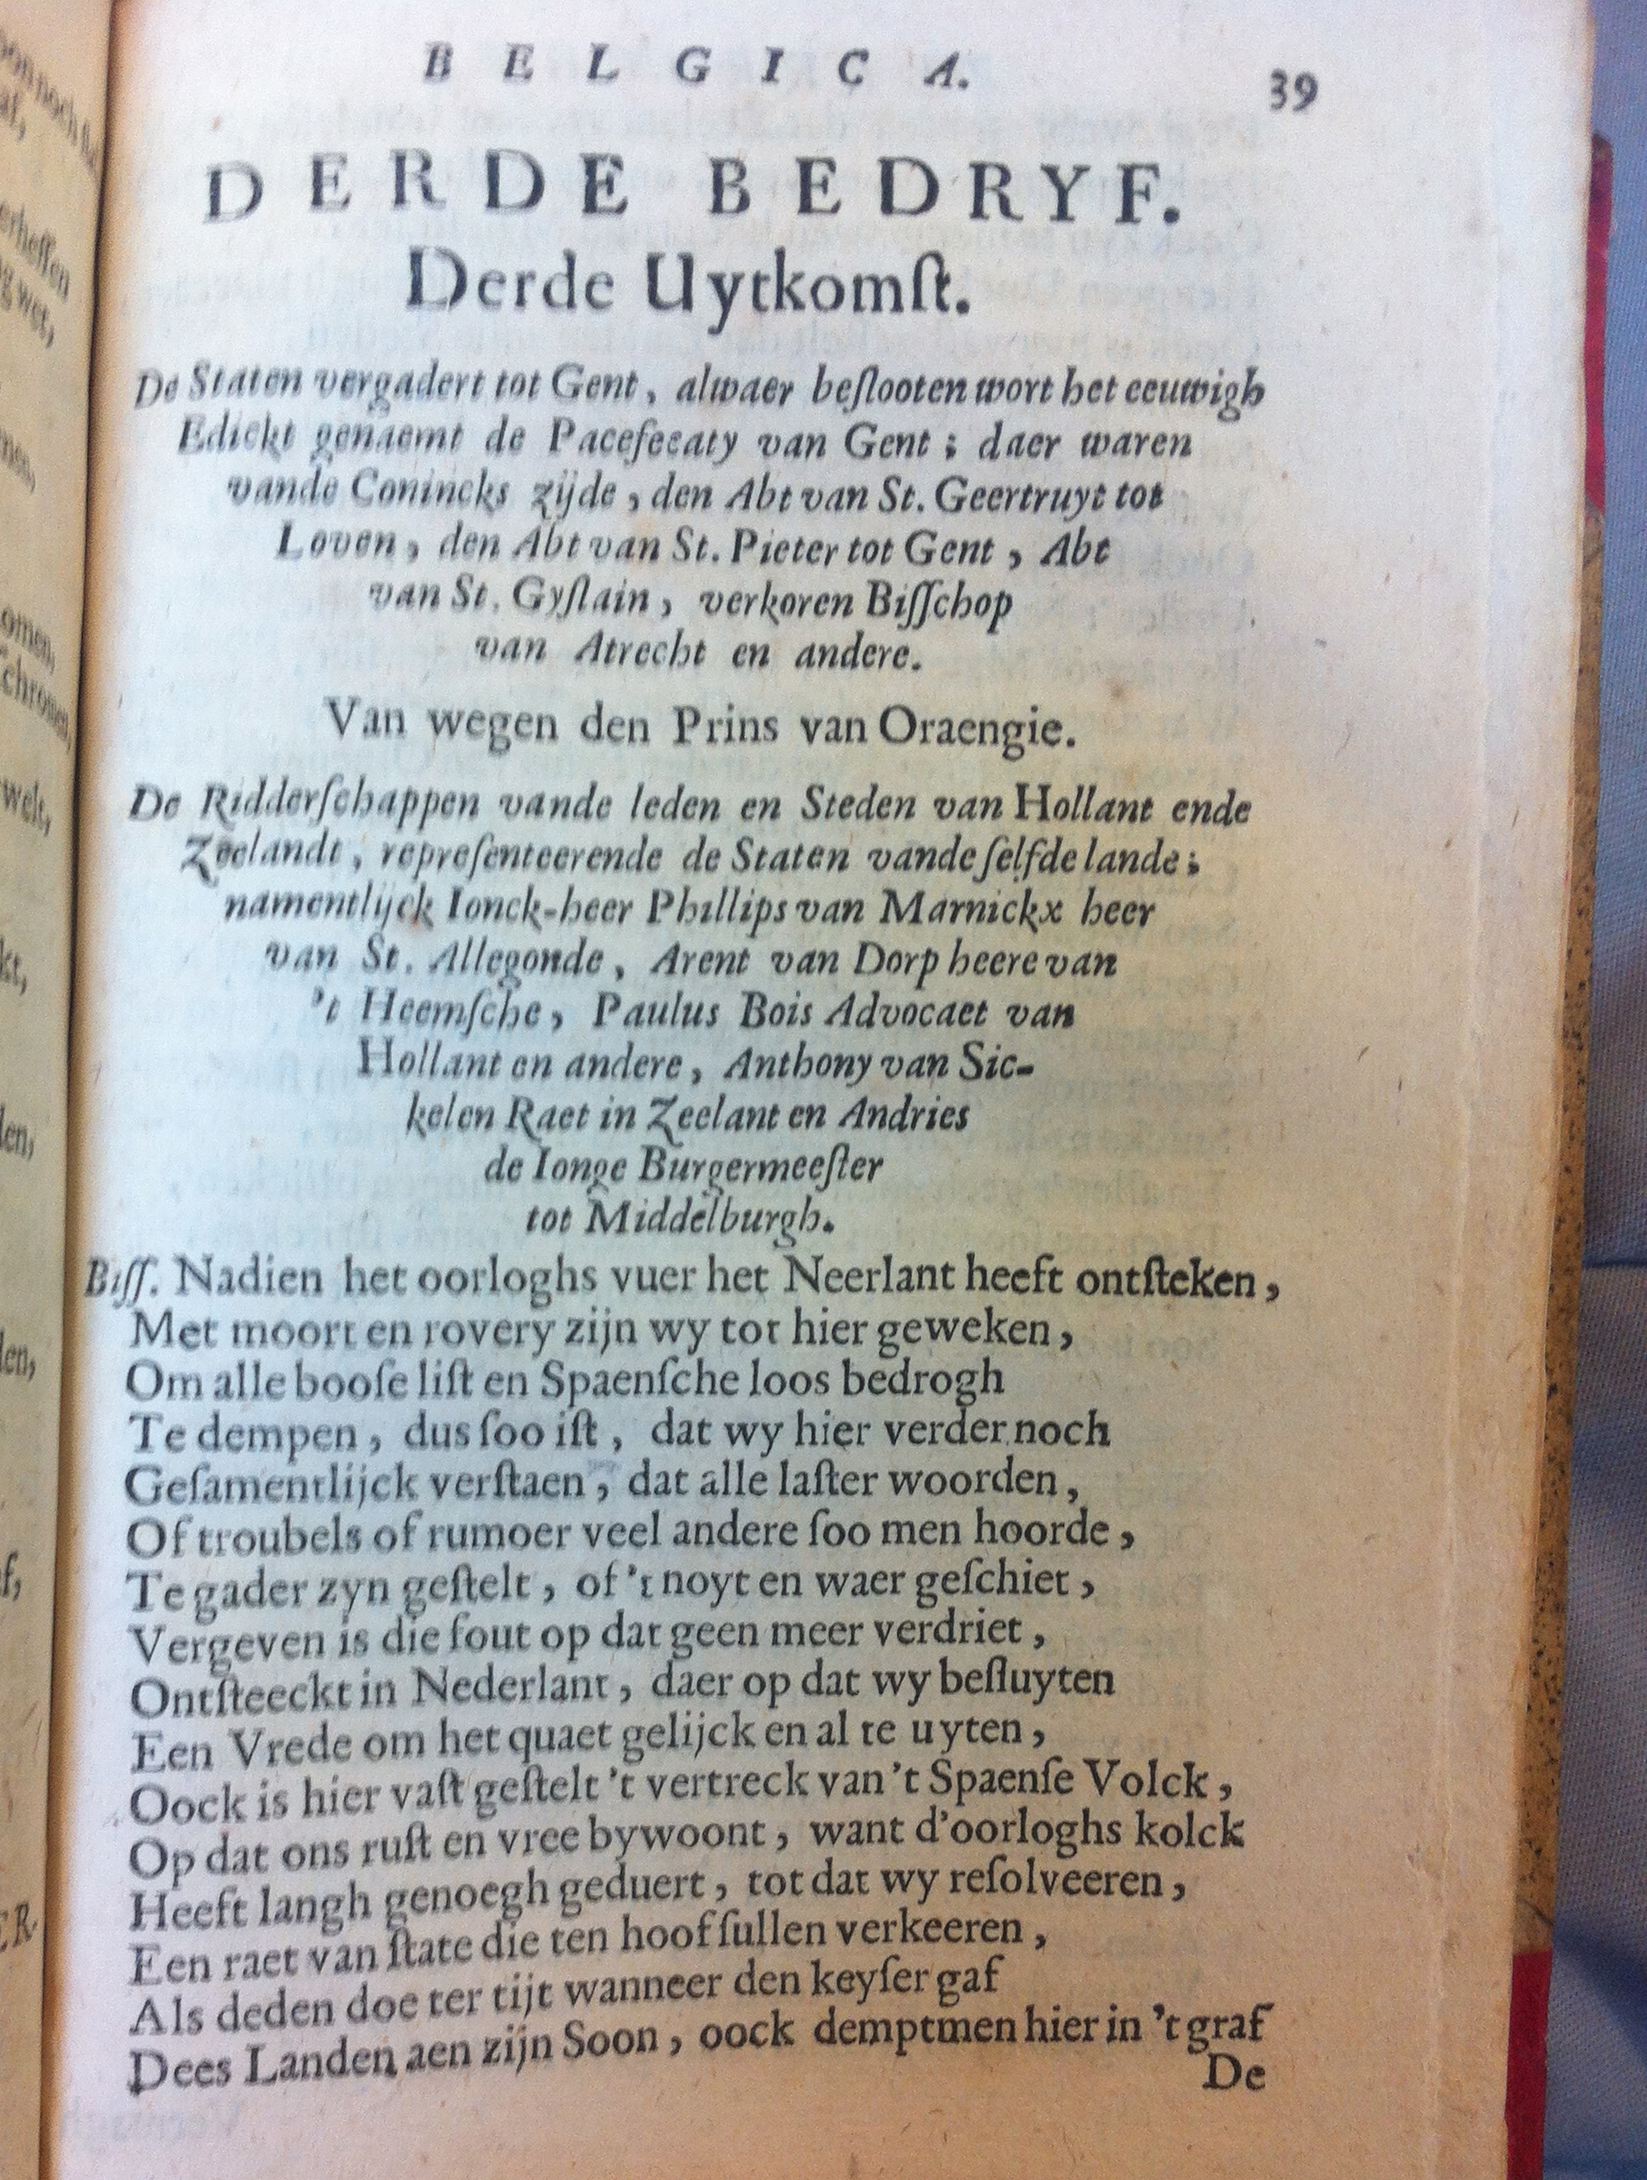 BELGICA. 39
DERDE BEDRYF.
Derde Uytkomſt.
De Staten vergadert tot Gent, alwaer beſlooten wort het eeuwigh
Edickt genaemt de Paceſecaty van Gent; daer waren
vande Conincks zijde, den Abt van St. Geertruyt tot
Loven, den Abt van St. Pieter tot Gent, Abt
van St. Gyſlain, verkoren Biſſchop
van Atrecht en andere.
Van wegen den Prins van Oraengie.
De Ridderſchappen vande leden en Steden van Hollant ende
Zeelandt, repreſenteerende de Staten vande ſelfde lande;
namentlijck Ionck-heer Phillips van Marnickx heer
van St. Allegonde, Arent van Dorp heere van
't Heemſche, Paulus Bois Advocaet van
Hollant en andere, Anthony van Sic-
kelen Raet in Zeelant en Andries
de Ionge Burgermeeſter
tot Middelburgh.
Biſſ. Nadien het oorloghs vuer het Neerlant heeft ontſteken,
Met moort en rovery zijn wy tot hier geweken,
Om alle booſe liſt en Spaenſche loos bedrogh
Te dempen, dus ſoo iſt, dat wy hier verder noch
Geſamentlijck verſtaen, dat alle laſter woorden,
Of troubels of rumoer veel andere ſoo men hoorde,
Te gader zyn geſtelt, of 't noyt en waer geſchiet,
Vergeven is die fout op dat geen meer verdriet,
Ontſteeckt in Nederlant, daer op dat wy beſluyten
Een Vrede om het quaet gelijck en al te uyten,
Oock is hier vaſt geſtelt 't vertreck van 't Spaenſe Volck,
Op dat ons ruſt en vree bywoont, want d'oorloghs kolck
Heeft langh genoegh geduert, tot dat wy reſolveeren,
Een raet van ſtate die ten hoof ſullen verkeeren,
Als deden doe ter tijt wanneer den keyſer gaf
Dees Landen aen zijn Soon, oock demptmen hier in 't graf
De